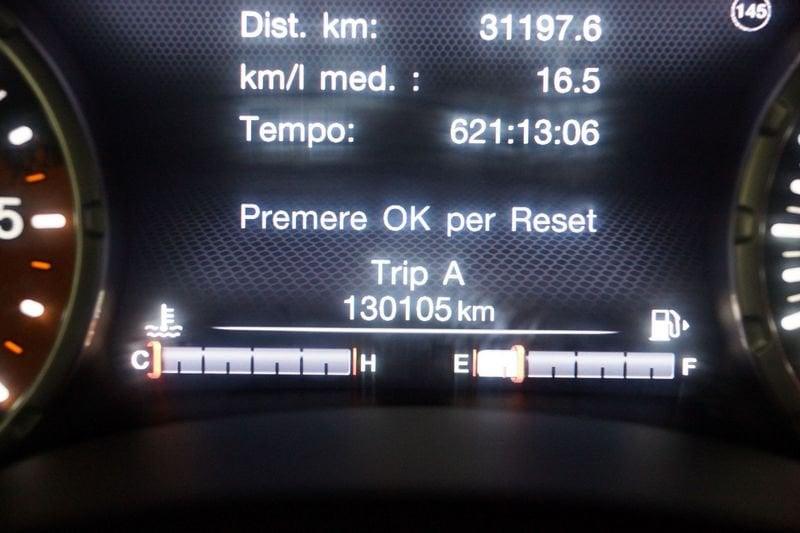 145
Dist. km: 31197.6
km/l med. : 16.5
Tempo: 621:13:06
5
Premere OK per Reset
Trip A
130105 km
C H E F